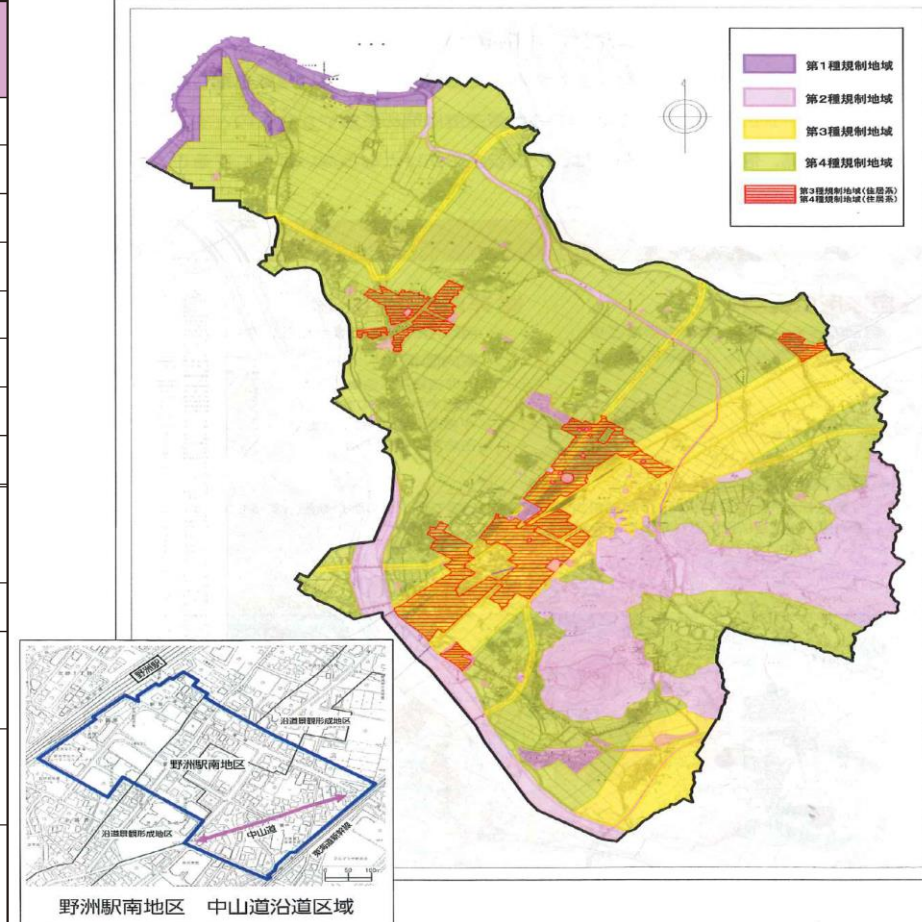 第1種規制地域
第2種規制地域
第3種規制地域
第4種規制地域
第3種規制地域(住居系)
第4種規制地域(住居系)
野洲駅
沿道景観形成地区
野洲駅南地区
沿道景観形成地区
中山道
東海道新幹線
0 50 100
野洲駅南地区 中山道沿道区域